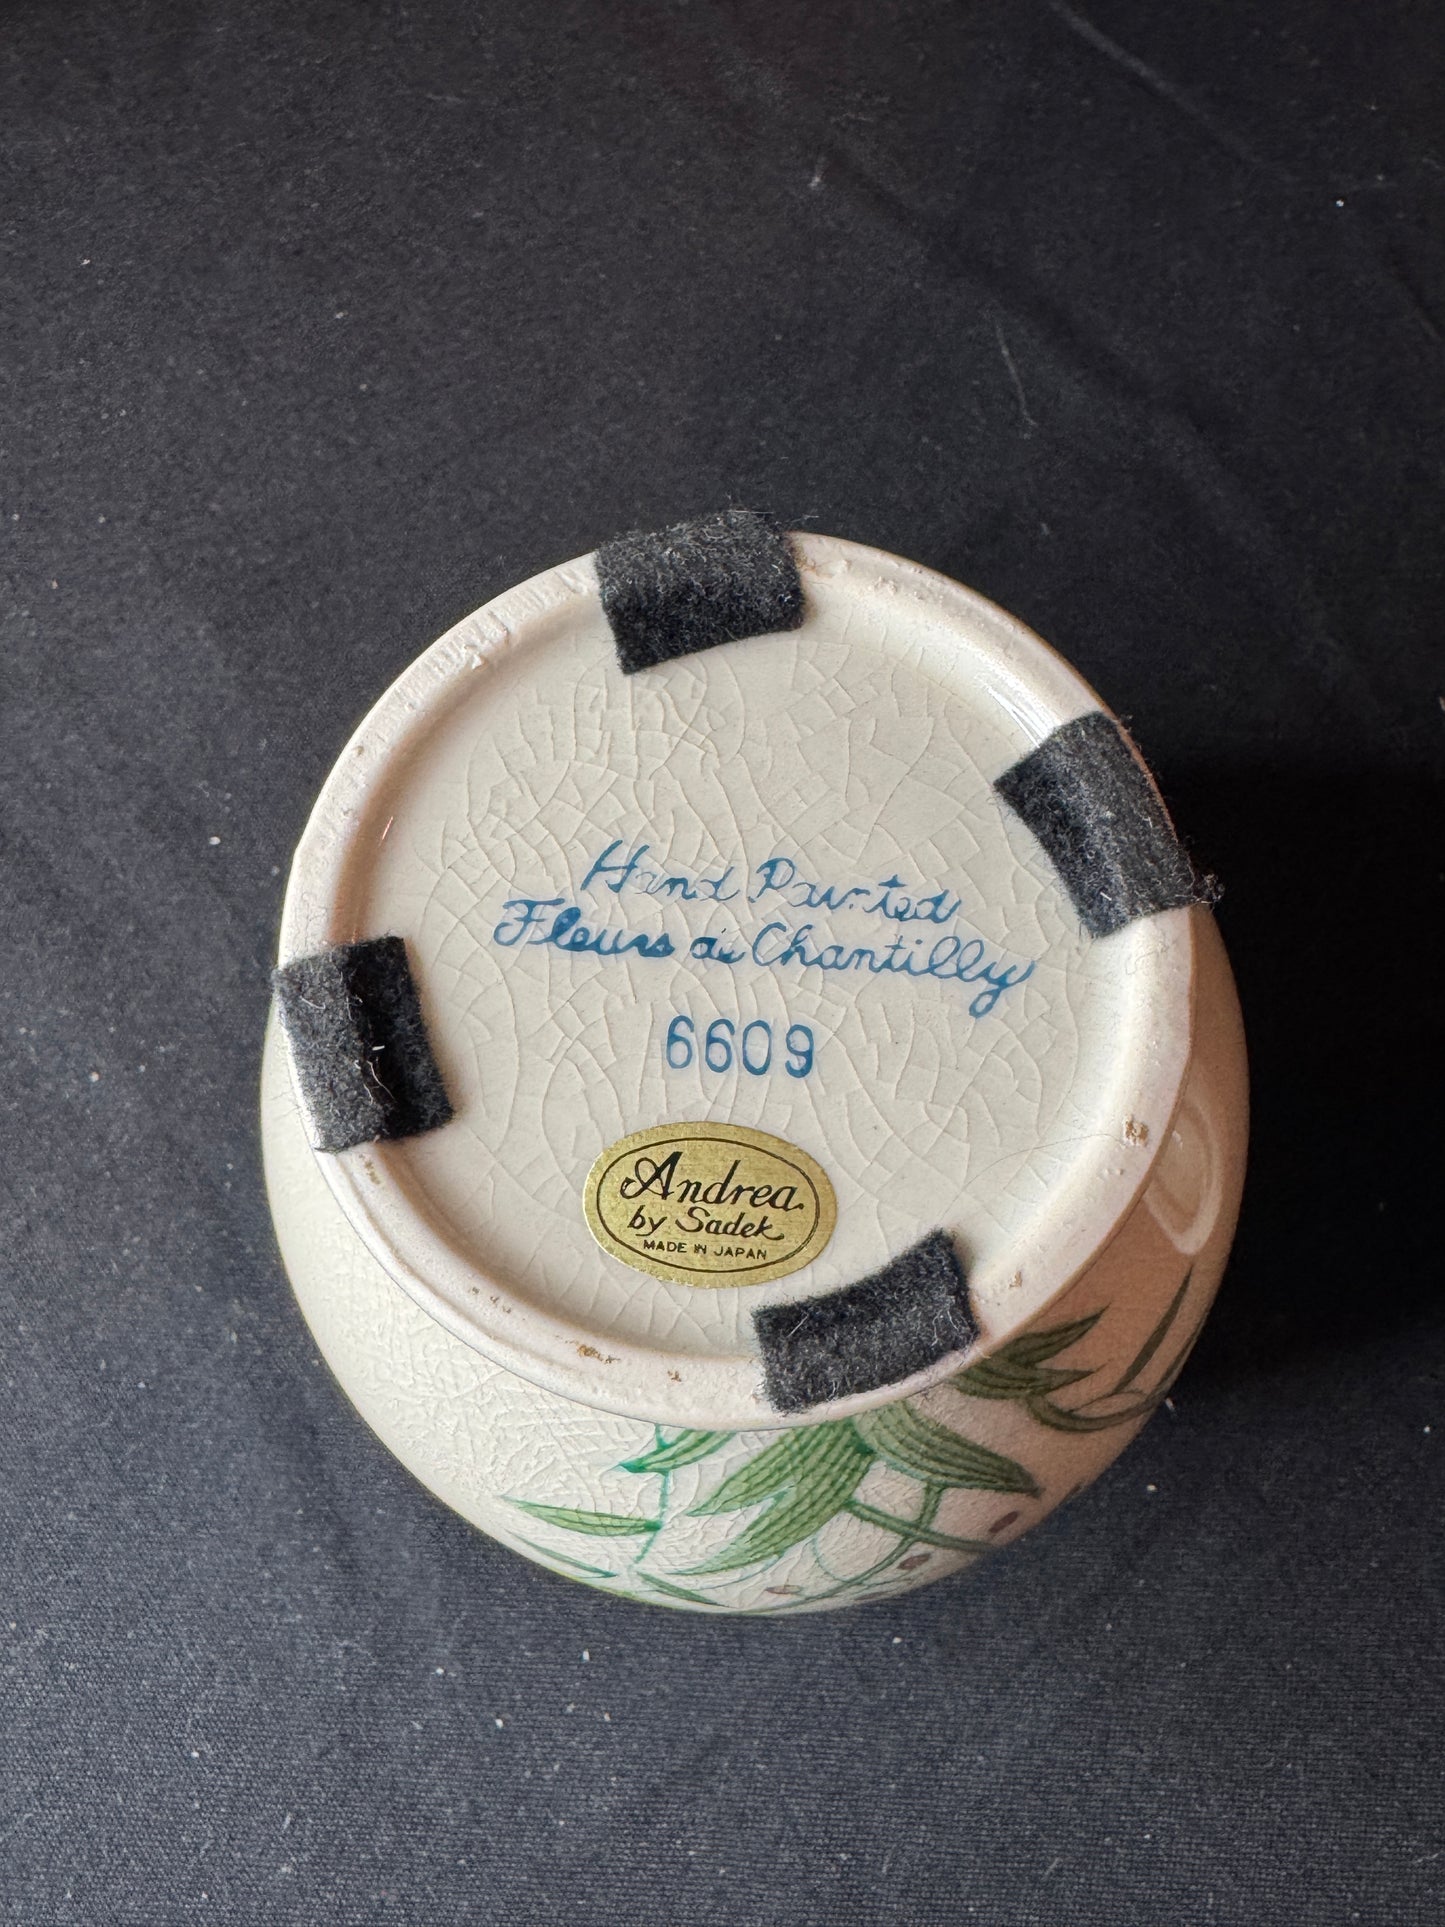 Hand Painted
Fleurs de Chantilly
6609
Andrea
by Sadek
MADE IN JAPAN